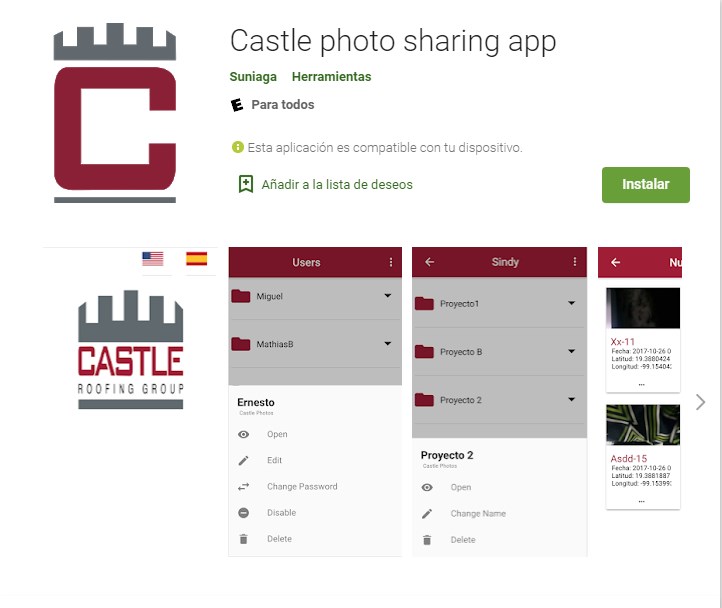 Castle photo sharing app
Suniaga Herramientas
E Para todos
Esta aplicación es compatible con tu dispositivo.
Añadir a la lista de deseos
Instalar
CASTLE
ROOFING GROUP
Users
Miguel
MathiasB
Ernesto
Castle Photos
Open
Edit
Change Password
Disable
Delete
Sindy
Proyecto1
Proyecto B
Proyecto 2
Proyecto 2
Castle Photos
Open
Change Name
Delete
Nu
Xx-11
Fecha: 2017-10-26 0
Latitud: 19.3880424
Longitud: -99.15404
...
Asdd-15
Fecha: 2017-10-26 0
Latitud: 19.3881887
Longitud: -99.15399
...